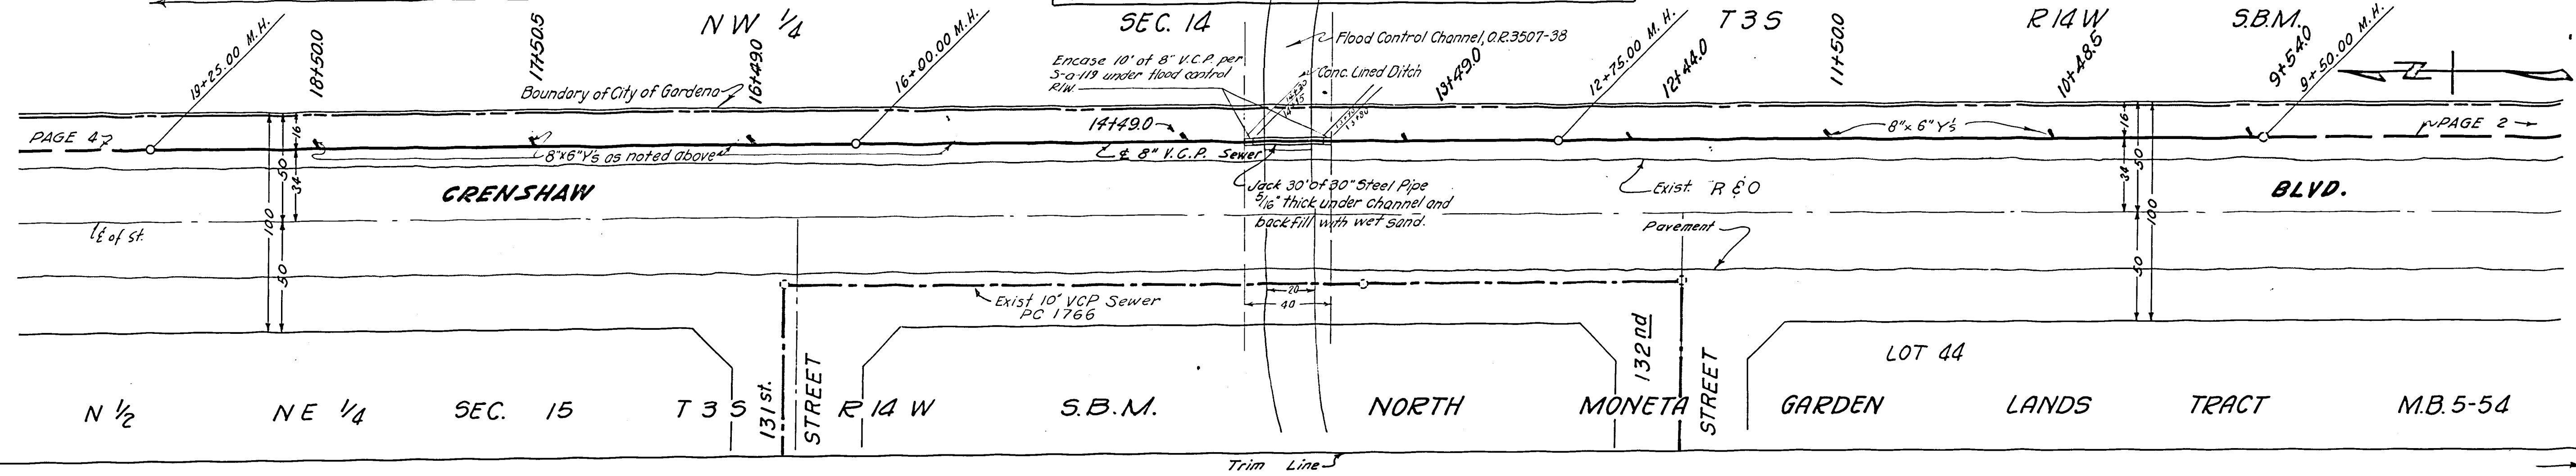 NW 1/4 SEC. 14 T3S R14W S.B.M.
19+25.00 M.H.
18+50.0
17+50.5
16+49.0
16+00.00 M.H.
13+49.0
12+75.00 M.H.
12+44.0
11+50.0
10+48.5
9+54.0
9+50.00 M.H.
Flood Control Channel, O.R. 3507-38
Encase 10' of 8" V.C.P. per
S-a-119 under flood control
R/W.
Conc. Lined Ditch
Boundary of City of Gardena
14+49.0
PAGE 4
8"x6"Y's as noted above
℄ 8" V.C.P. Sewer
8"x 6" Y's
PAGE 2
16
50
34
100
50
16
50
34
100
50
CRENSHAW BLVD.
Jack 30' of 30" Steel Pipe
5/16" thick under channel and
backfill with wet sand.
Exist. R & O
℄ of St.
Pavement
Exist 10" VCP Sewer
PC 1766
20
40
131 st.
STREET
132nd
STREET
LOT 44
N 1/2 NE 1/4 SEC. 15 T3S R 14 W S.B.M. NORTH MONETA GARDEN LANDS TRACT M.B. 5-54
Trim Line